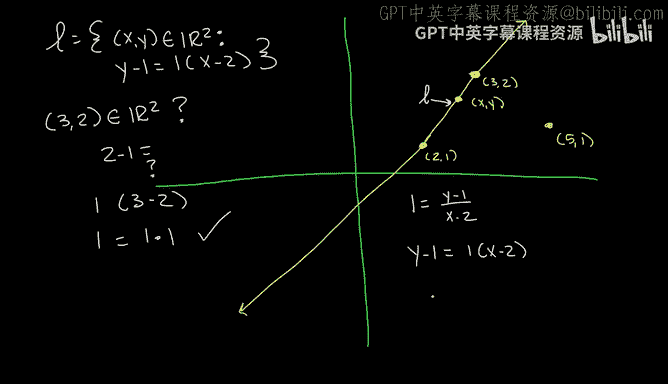 GPT中英字幕课程资源@bilibili
GPT中英字幕课程资源 bilibili
l = { (x,y) ∈ ℝ² :
y-1 = 1(x-2) }
(3,2) ∈ ℝ² ?
2-1 =
?
1 (3-2)
1 = 1·1 ✓
(3,2)
l → (x,y)
(2,1)
(5,1)
1 = y-1/x-2
y-1 = 1(x-2)